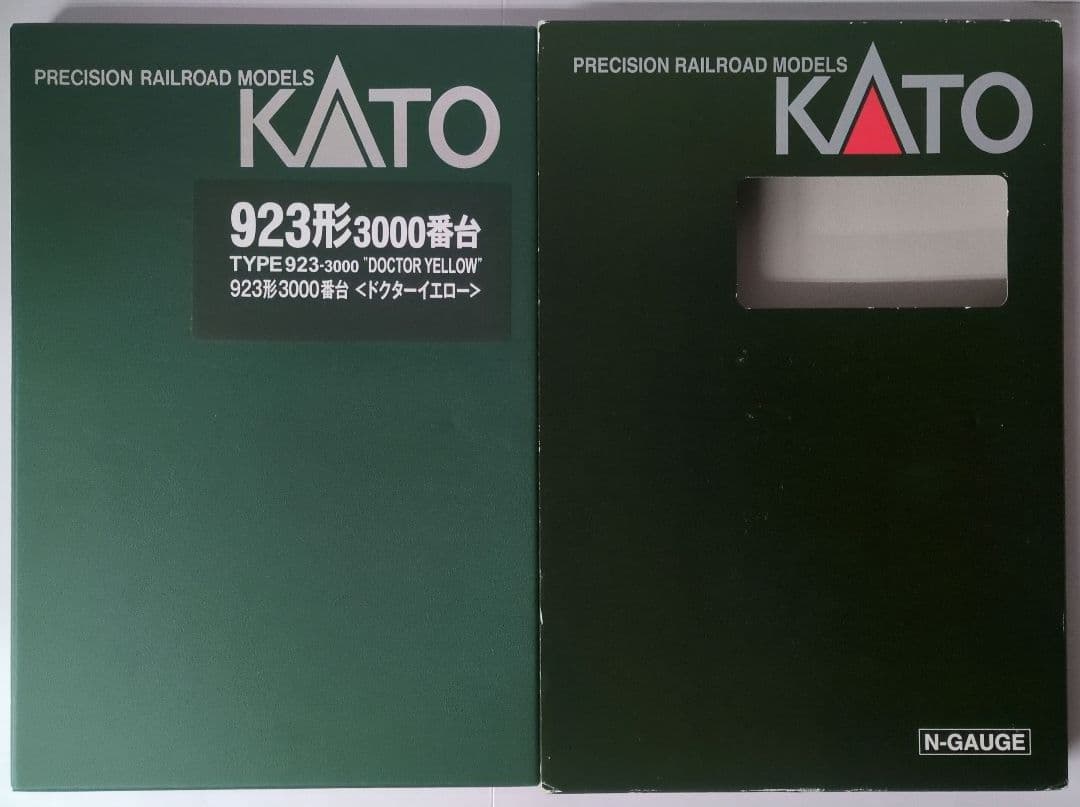 PRECISION RAILROAD MODELS
KATO
923形3000番台
TYPE923-3000 "DOCTOR YELLOW"
923形3000番台 <ドクターイエロー>
PRECISION RAILROAD MODELS
KATO
N-GAUGE